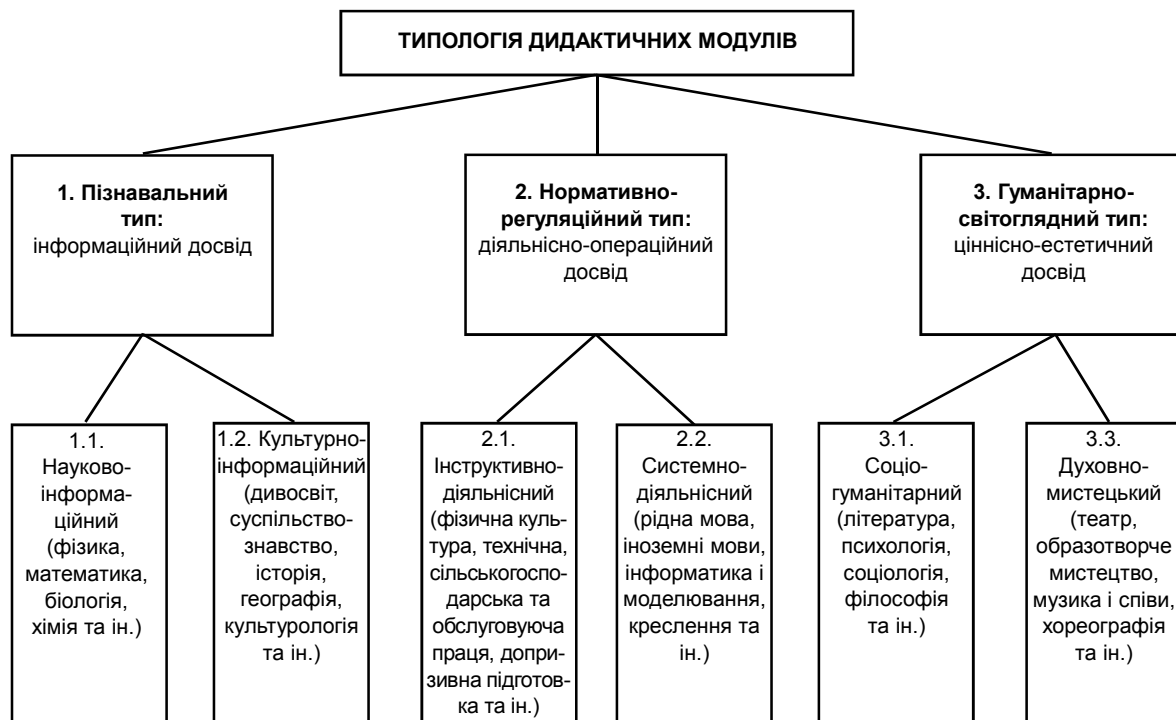 ТИПОЛОГІЯ ДИДАКТИЧНИХ МОДУЛІВ
1. Пізнавальний
тип:
інформаційний досвід
2. Нормативно-
регуляційний тип:
діяльнісно-операційний
досвід
3. Гуманітарно-
світоглядний тип:
ціннісно-естетичний
досвід
1.1.
Науково-
інформа-
ційний
(фізика,
математика,
біологія,
хімія та ін.)
1.2. Культурно-
інформаційний
(дивосвіт,
суспільство-
знавство,
історія,
географія,
культурологія
та ін.)
2.1.
Інструктивно-
діяльнісний
(фізична куль-
тура, технічна,
сільськогоспо-
дарська та
обслуговуюча
праця, допри-
зивна підготов-
ка та ін.)
2.2.
Системно-
діяльнісний
(рідна мова,
іноземні мови,
інформатика і
моделювання,
креслення та
ін.)
3.1.
Соціо-
гуманітарний
(література,
психологія,
соціологія,
філософія
та ін.)
3.3.
Духовно-
мистецький
(театр,
образотворче
мистецтво,
музика і співи,
хореографія
та ін.)